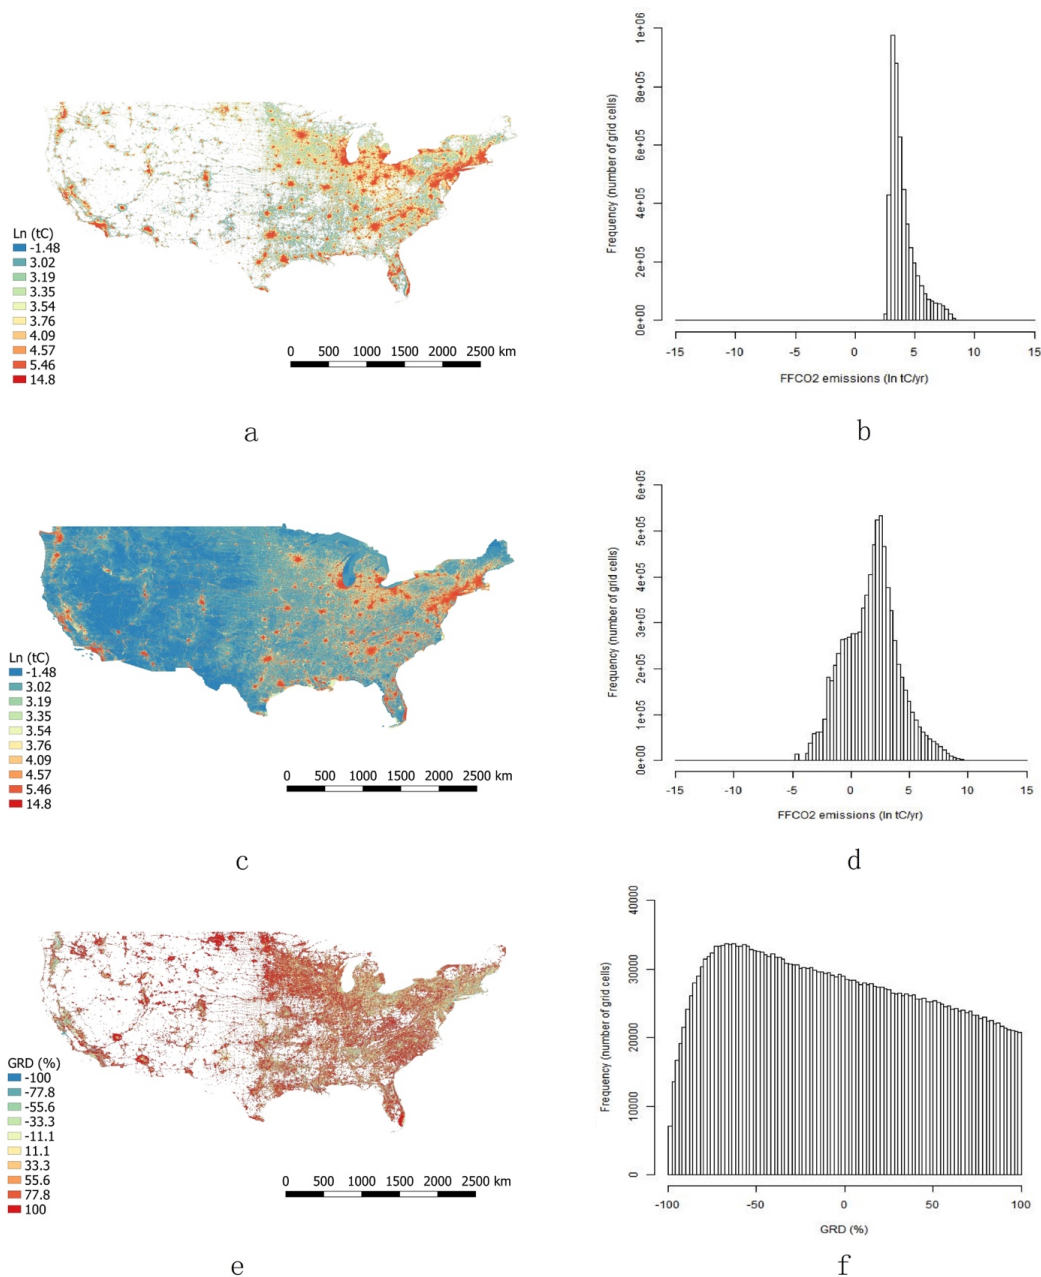 Ln (tC)
-1.48
3.02
3.19
3.35
3.54
3.76
4.09
4.57
5.46
14.8
0 500 1000 1500 2000 2500 km
a
Frequency (number of grid cells)
1e+06
8e+05
6e+05
4e+05
2e+05
0e+00
-15 -10 -5 0 5 10 15
FFCO2 emissions (ln tC/yr)
b
Ln (tC)
-1.48
3.02
3.19
3.35
3.54
3.76
4.09
4.57
5.46
14.8
0 500 1000 1500 2000 2500 km
c
Frequency (number of grid cells)
6e+05
5e+05
4e+05
3e+05
2e+05
1e+05
0e+00
-15 -10 -5 0 5 10 15
FFCO2 emissions (ln tC/yr)
d
GRD (%)
-100
-77.8
-55.6
-33.3
-11.1
11.1
33.3
55.6
77.8
100
0 500 1000 1500 2000 2500 km
e
Frequency (number of grid cells)
40000
30000
20000
10000
0
-100 -50 0 50 100
GRD (%)
f